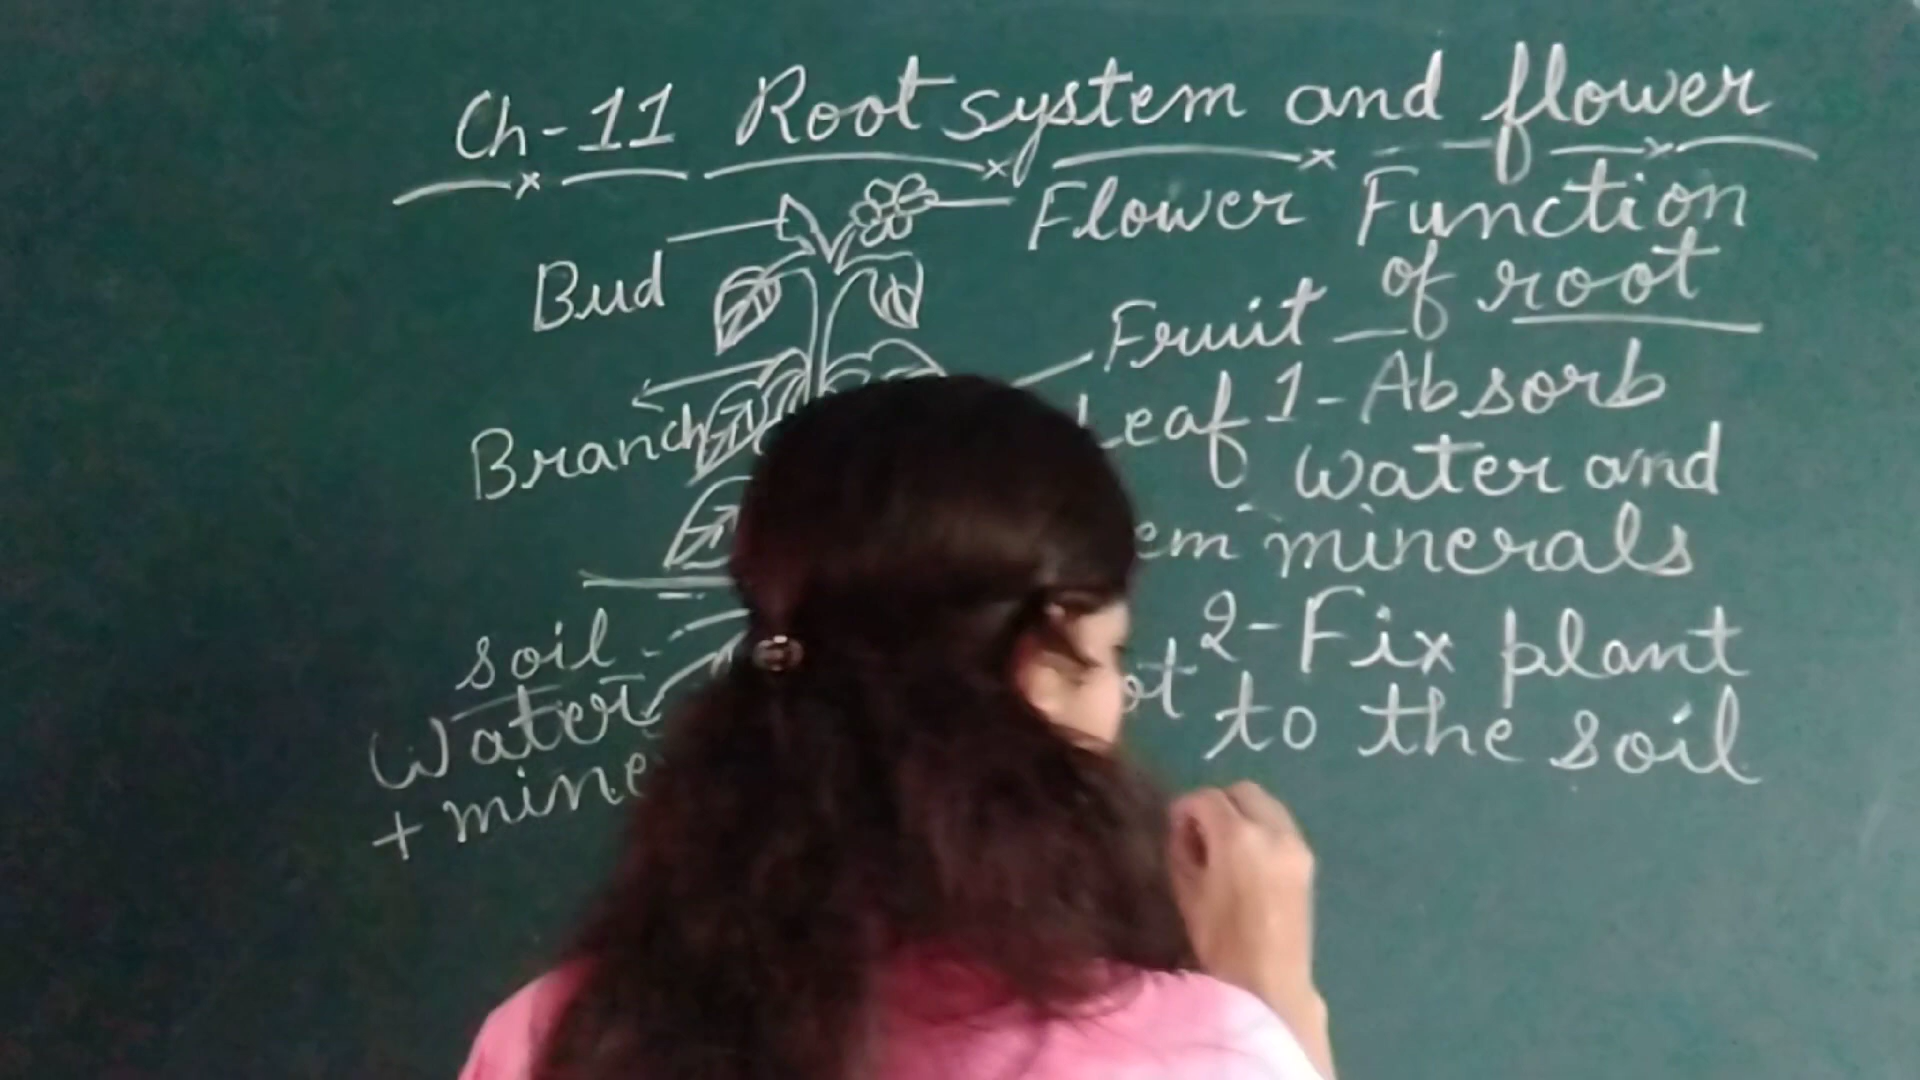 Ch-11 Root system and flower
Bud
Flower
Function
of root
Fruit
Branch
Leaf
1-Absorb
water and
minerals
soil
Water
+
2-Fix plant
to the soil